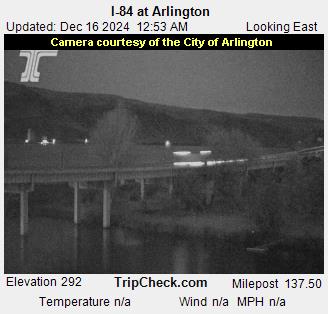 I-84 at Arlington
Updated: Dec 16 2024 12:53 AM Looking East
Camera courtesy of the City of Arlington
Elevation 292 TripCheck.com Milepost 137.50
Temperature n/a Wind n/a MPH n/a